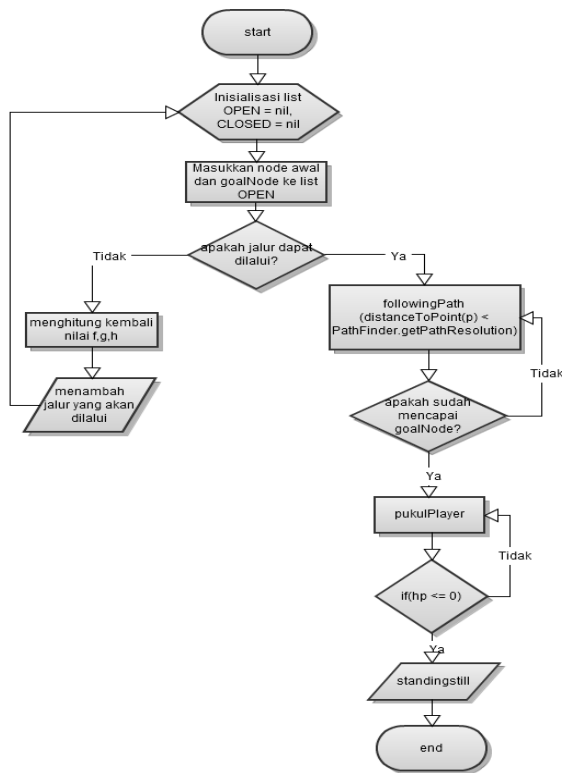 start
Inisialisasi list
OPEN = nil,
CLOSED = nil
Masukkan node awal
dan goalNode ke list
OPEN
apakah jalur dapat
dilalui?
Tidak
Ya
menghitung kembali
nilai f,g,h
menambah
jalur yang akan
dilalui
followingPath
(distanceToPoint(p) <
PathFinder.getPathResolution)
Tidak
apakah sudah
mencapai
goalNode?
Ya
pukulPlayer
Tidak
if(hp <= 0)
Ya
standingstill
end